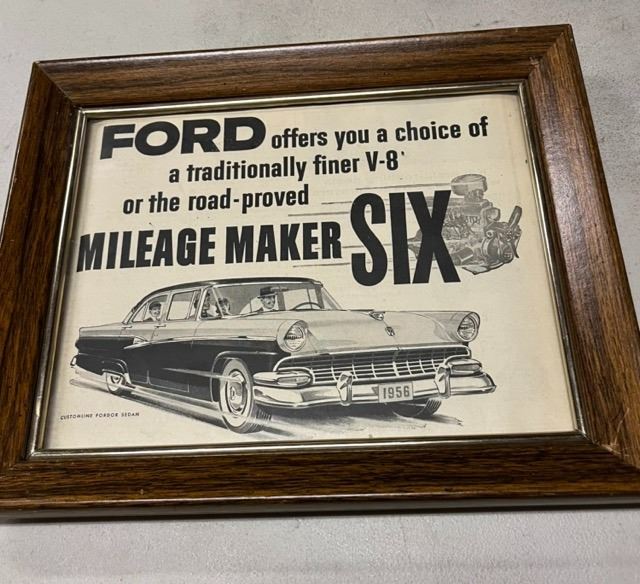 FORD offers you a choice of
a traditionally finer V-8
or the road-proved
MILEAGE MAKER SIX
1956
CUSTOMLINE FORDOR SEDAN